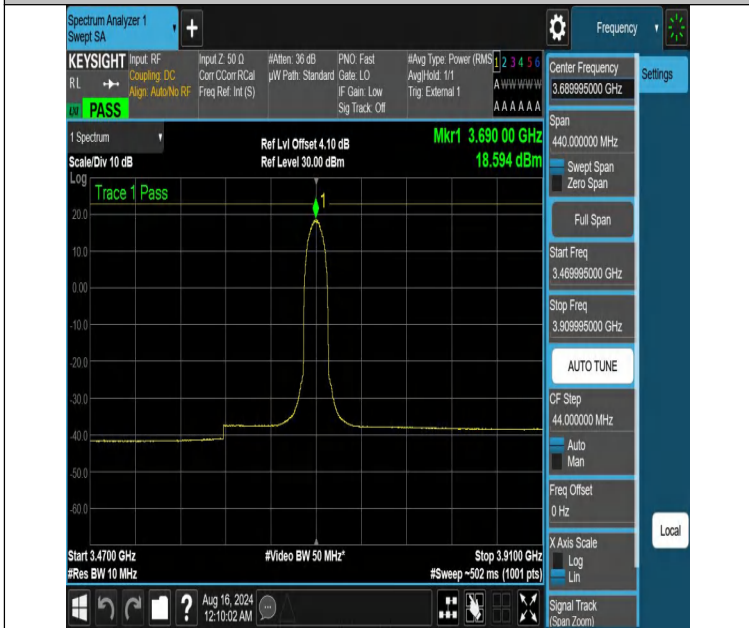 Spectrum Analyzer 1
Swept SA
Frequency
KEYSIGHT
RL
LXI
PASS
Input: RF
Coupling: DC
Align: Auto/No RF
Input Z: 50 Ω
Corr CCorr RCal
Freq Ref: Int (S)
#Atten: 36 dB
µW Path: Standard
PNO: Fast
Gate: LO
IF Gain: Low
Sig Track: Off
#Avg Type: Power (RMS
Avg|Hold: 1/1
Trig: External 1
1 2 3 4 5 6
A W W W W W
A A A A A A
1 Spectrum
Scale/Div 10 dB
Ref Lvl Offset 4.10 dB
Ref Level 30.00 dBm
Mkr1 3.690 00 GHz
18.594 dBm
Log
Trace 1 Pass
1
20.0
10.0
0.00
-10.0
-20.0
-30.0
-40.0
-50.0
-60.0
Start 3.4700 GHz
#Res BW 10 MHz
#Video BW 50 MHz*
Stop 3.9100 GHz
#Sweep ~502 ms (1001 pts)
Center Frequency
3.689995000 GHz
Settings
Span
440.000000 MHz
Swept Span
Zero Span
Full Span
Start Freq
3.469995000 GHz
Stop Freq
3.909995000 GHz
AUTO TUNE
CF Step
44.000000 MHz
Auto
Man
Freq Offset
0 Hz
X Axis Scale
Log
Lin
Local
Signal Track
(Span Zoom)
?
Aug 16, 2024
12:10:02 AM